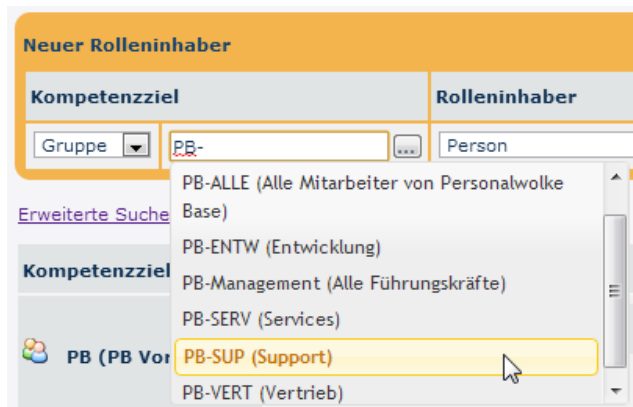 Neuer Rolleninhaber
Kompetenzziel
Rolleninhaber
Gruppe
PB-
...
Person
PB-ALLE (Alle Mitarbeiter von Personalwolke
Base)
Erweiterte Suche
PB-ENTW (Entwicklung)
Kompetenzziel
PB-Management (Alle Führungskräfte)
PB-SERV (Services)
PB (PB Vor
PB-SUP (Support)
PB-VERT (Vertrieb)